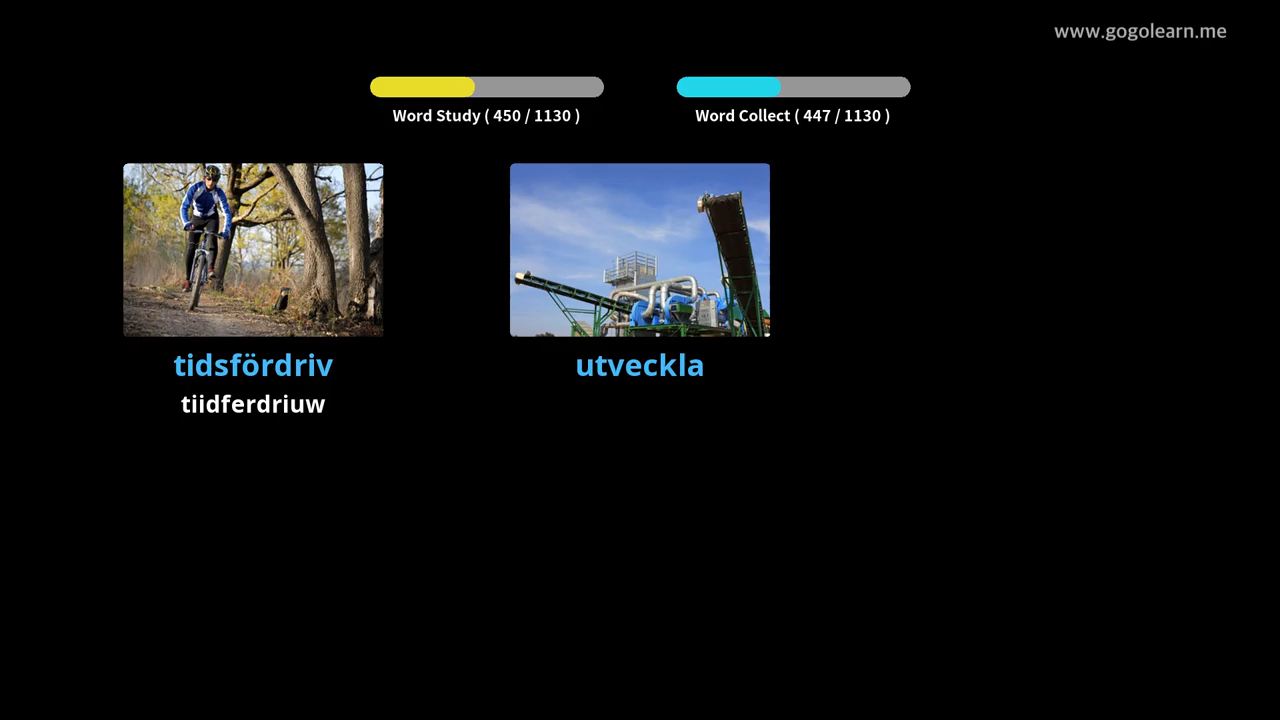 www.gogolearn.me
Word Study ( 450 / 1130 )
Word Collect ( 447 / 1130 )
tidsfördriv
utveckla
tiidferdriuw